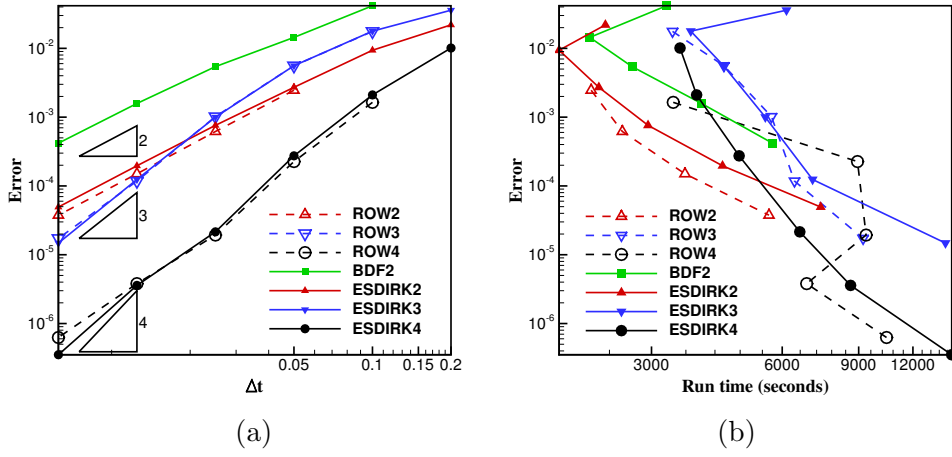 10^-2
10^-3
10^-4
10^-5
10^-6
Error
2
3
4
ROW2
ROW3
ROW4
BDF2
ESDIRK2
ESDIRK3
ESDIRK4
0.05
0.1
0.15
0.2
Δt
(a)
10^-2
10^-3
10^-4
10^-5
10^-6
Error
ROW2
ROW3
ROW4
BDF2
ESDIRK2
ESDIRK3
ESDIRK4
3000
6000
9000
12000
Run time (seconds)
(b)